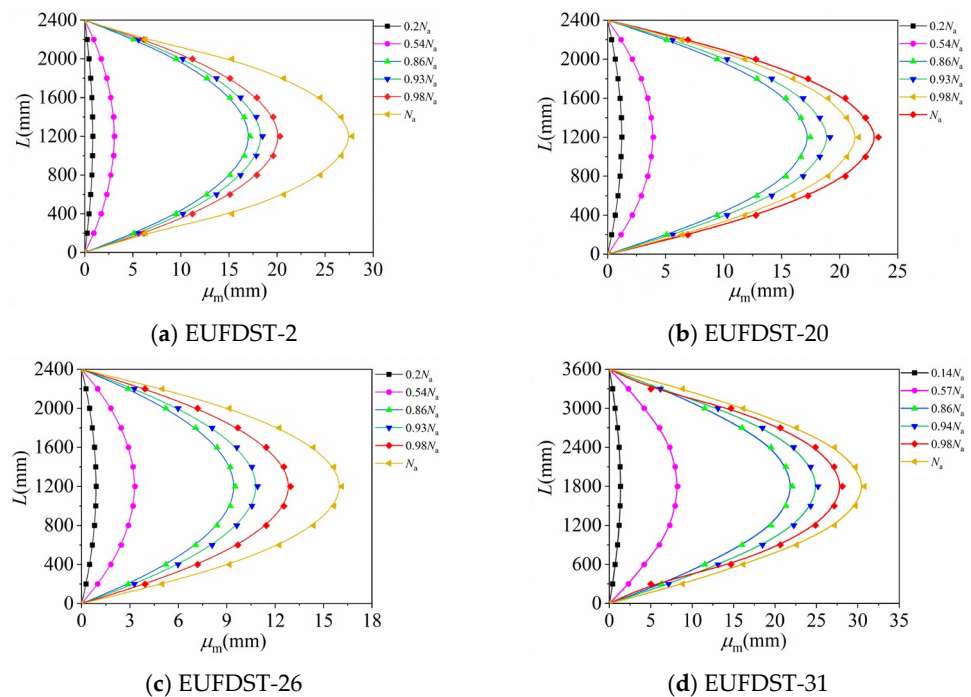 2400
2000
1600
1200
800
400
0
L(mm)
0 5 10 15 20 25 30
μm(mm)
0.2Na
0.54Na
0.86Na
0.93Na
0.98Na
Na
(a) EUFDST-2
2400
2000
1600
1200
800
400
0
L(mm)
0 5 10 15 20 25
μm(mm)
0.2Na
0.54Na
0.86Na
0.93Na
0.98Na
Na
(b) EUFDST-20
2400
2000
1600
1200
800
400
0
L(mm)
0 3 6 9 12 15 18
μm(mm)
0.2Na
0.54Na
0.86Na
0.93Na
0.98Na
Na
(c) EUFDST-26
3600
3000
2400
1800
1200
600
0
L(mm)
0 5 10 15 20 25 30 35
μm(mm)
0.14Na
0.57Na
0.86Na
0.94Na
0.98Na
Na
(d) EUFDST-31